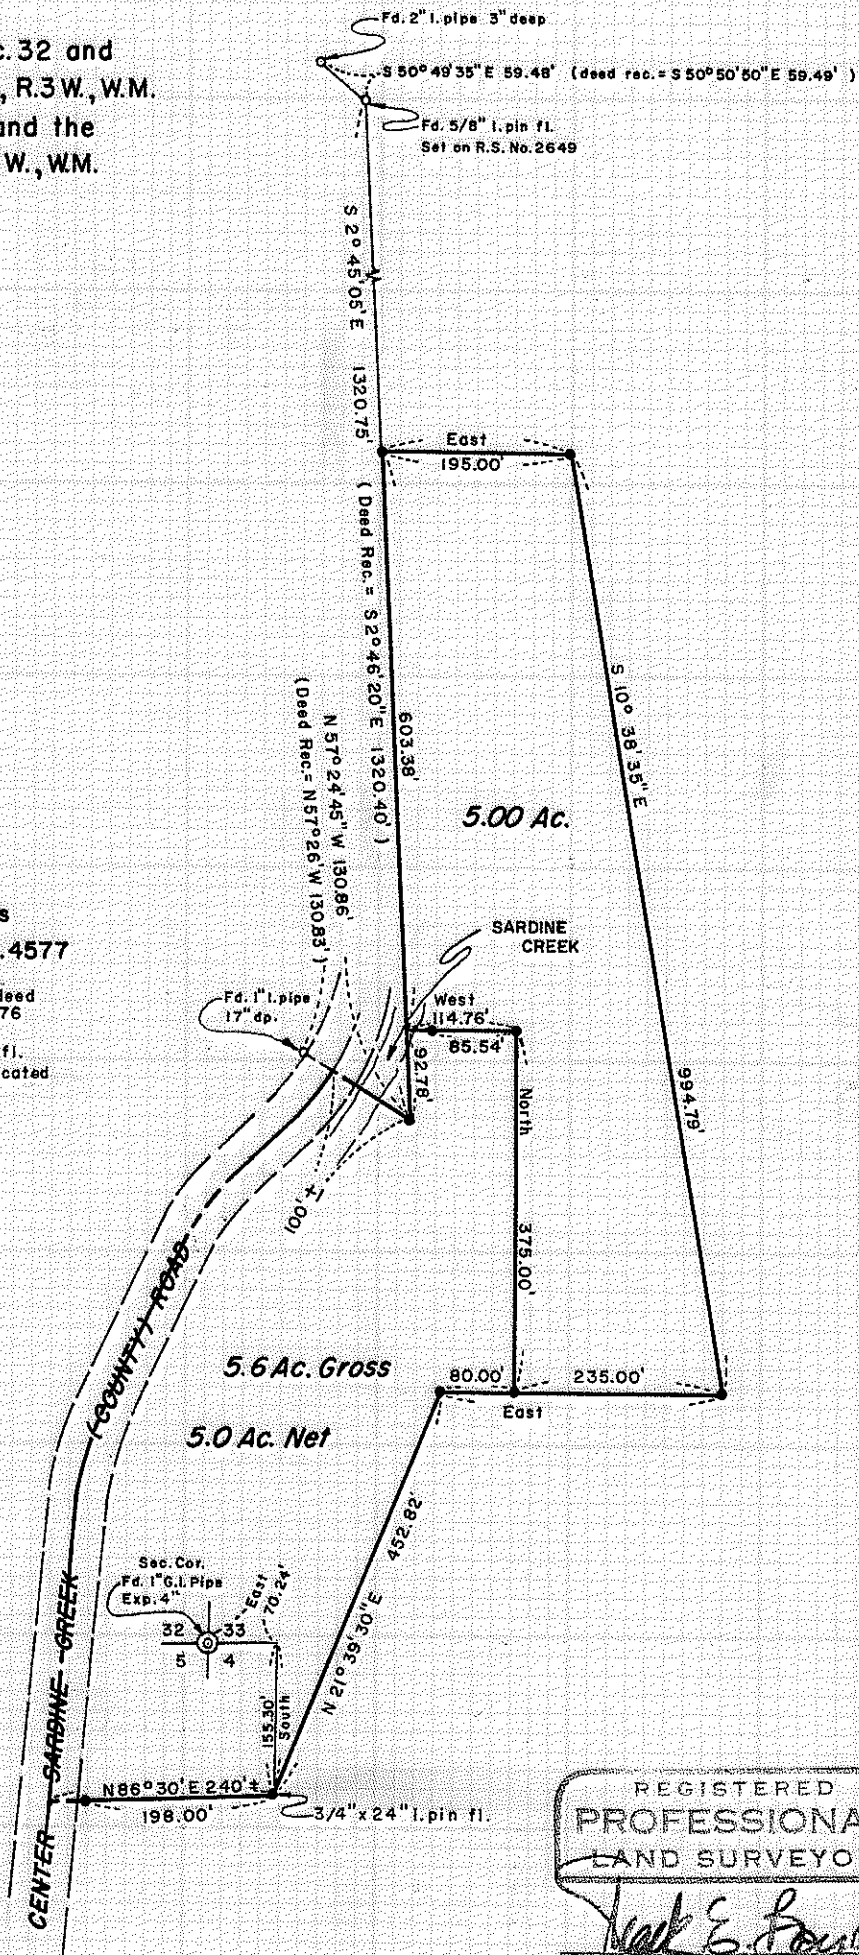 Fd. 2" I. pipe 3" deep
c. 32 and
, R.3 W., W.M.
and the
W., W.M.
S 50° 49' 35" E 59.48' (deed rec. = S 50° 50' 50" E 59.49' )
Fd. 5/8" I. pin fl.
Set on R.S. No. 2649
S 2° 45' 05" E 1320.75'
( Deed Rec. = S 2° 46' 20" E 1320.40' )
East
195.00'
S 10° 38' 35" E
994.79'
603.38'
N 57° 24' 45" W 130.86'
(Deed Rec. = N 57° 26' W 130.83' )
5.00 Ac.
s
.4577
deed
76
fl.
cated
SARDINE
CREEK
Fd. 1" I. pipe
17" dp.
West
114.76'
85.54'
92.78'
North
375.00'
100' ±
(COUNTY) ROAD
5.6 Ac. Gross
5.0 Ac. Net
80.00'
235.00'
East
N 21° 39' 30" E 452.82'
Sec. Cor.
Fd. 1" G.I. Pipe
Exp. 4"
East
70.24'
32 33
5 4
155.30'
South
CENTER SARDINE CREEK
N 86° 30' E 240' ±
198.00'
3/4" x 24" I. pin fl.
REGISTERED
PROFESSIONA
LAND SURVEYO